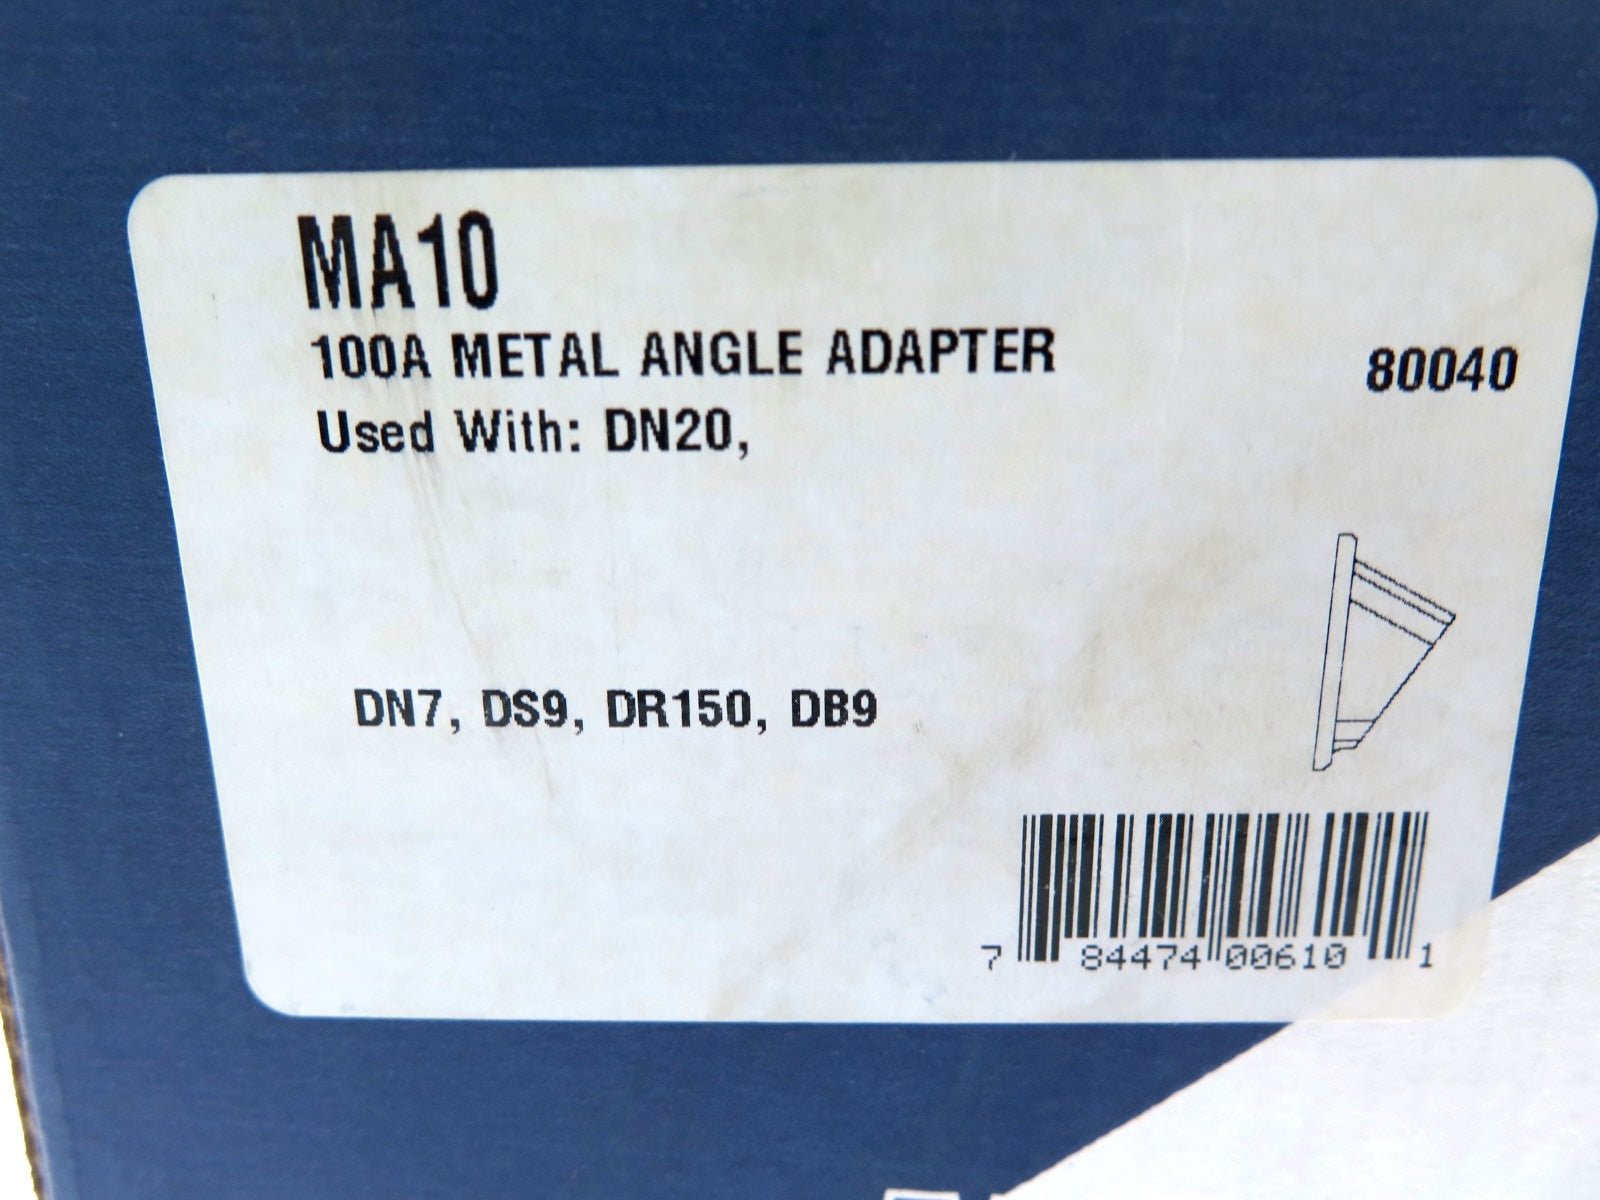 MA10
100A METAL ANGLE ADAPTER
80040
Used With: DN20,
DN7, DS9, DR150, DB9
7 84474 00610 1